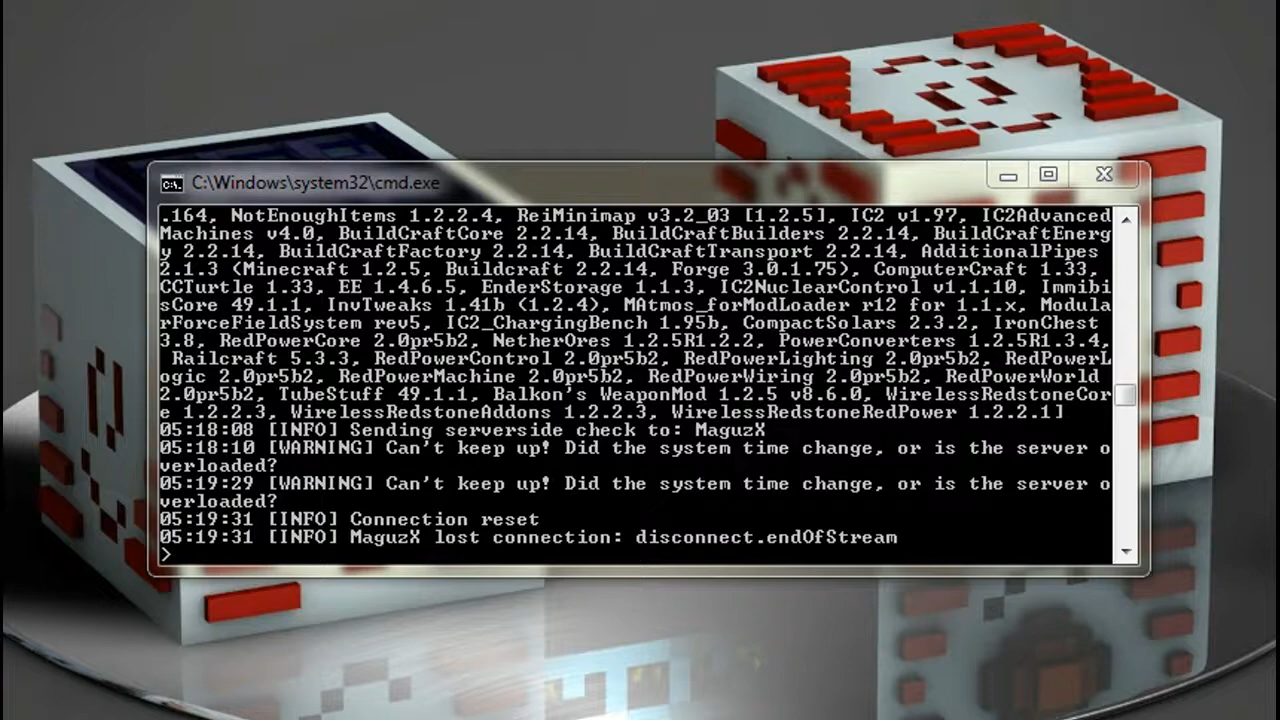 C:\Windows\system32\cmd.exe
.164, NotEnoughItems 1.2.2.4, ReiMinimap v3.2_03 [1.2.5], IC2 v1.97, IC2Advanced
Machines v4.0, BuildCraftCore 2.2.14, BuildCraftBuilders 2.2.14, BuildCraftEnerg
y 2.2.14, BuildCraftFactory 2.2.14, BuildCraftTransport 2.2.14, AdditionalPipes
2.1.3 (Minecraft 1.2.5, Buildcraft 2.2.14, Forge 3.0.1.75), ComputerCraft 1.33,
CCTurtle 1.33, EE 1.4.6.5, EnderStorage 1.1.3, IC2NuclearControl v1.1.10, Immibi
sCore 49.1.1, InvTweaks 1.41b (1.2.4), MAtmos_forModLoader r12 for 1.1.x, Modula
rForceFieldSystem rev5, IC2_ChargingBench 1.95b, CompactSolars 2.3.2, IronChest
3.8, RedPowerCore 2.0pr5b2, NetherOres 1.2.5R1.2.2, PowerConverters 1.2.5R1.3.4,
Railcraft 5.3.3, RedPowerControl 2.0pr5b2, RedPowerLighting 2.0pr5b2, RedPowerL
ogic 2.0pr5b2, RedPowerMachine 2.0pr5b2, RedPowerWiring 2.0pr5b2, RedPowerWorld
2.0pr5b2, TubeStuff 49.1.1, Balkon's WeaponMod 1.2.5 v8.6.0, WirelessRedstoneCor
e 1.2.2.3, WirelessRedstoneAddons 1.2.2.3, WirelessRedstoneRedPower 1.2.2.1]
05:18:08 [INFO] Sending serverside check to: MaguzX
05:18:10 [WARNING] Can't keep up! Did the system time change, or is the server o
verloaded?
05:19:29 [WARNING] Can't keep up! Did the system time change, or is the server o
verloaded?
05:19:31 [INFO] Connection reset
05:19:31 [INFO] MaguzX lost connection: disconnect.endOfStream
>